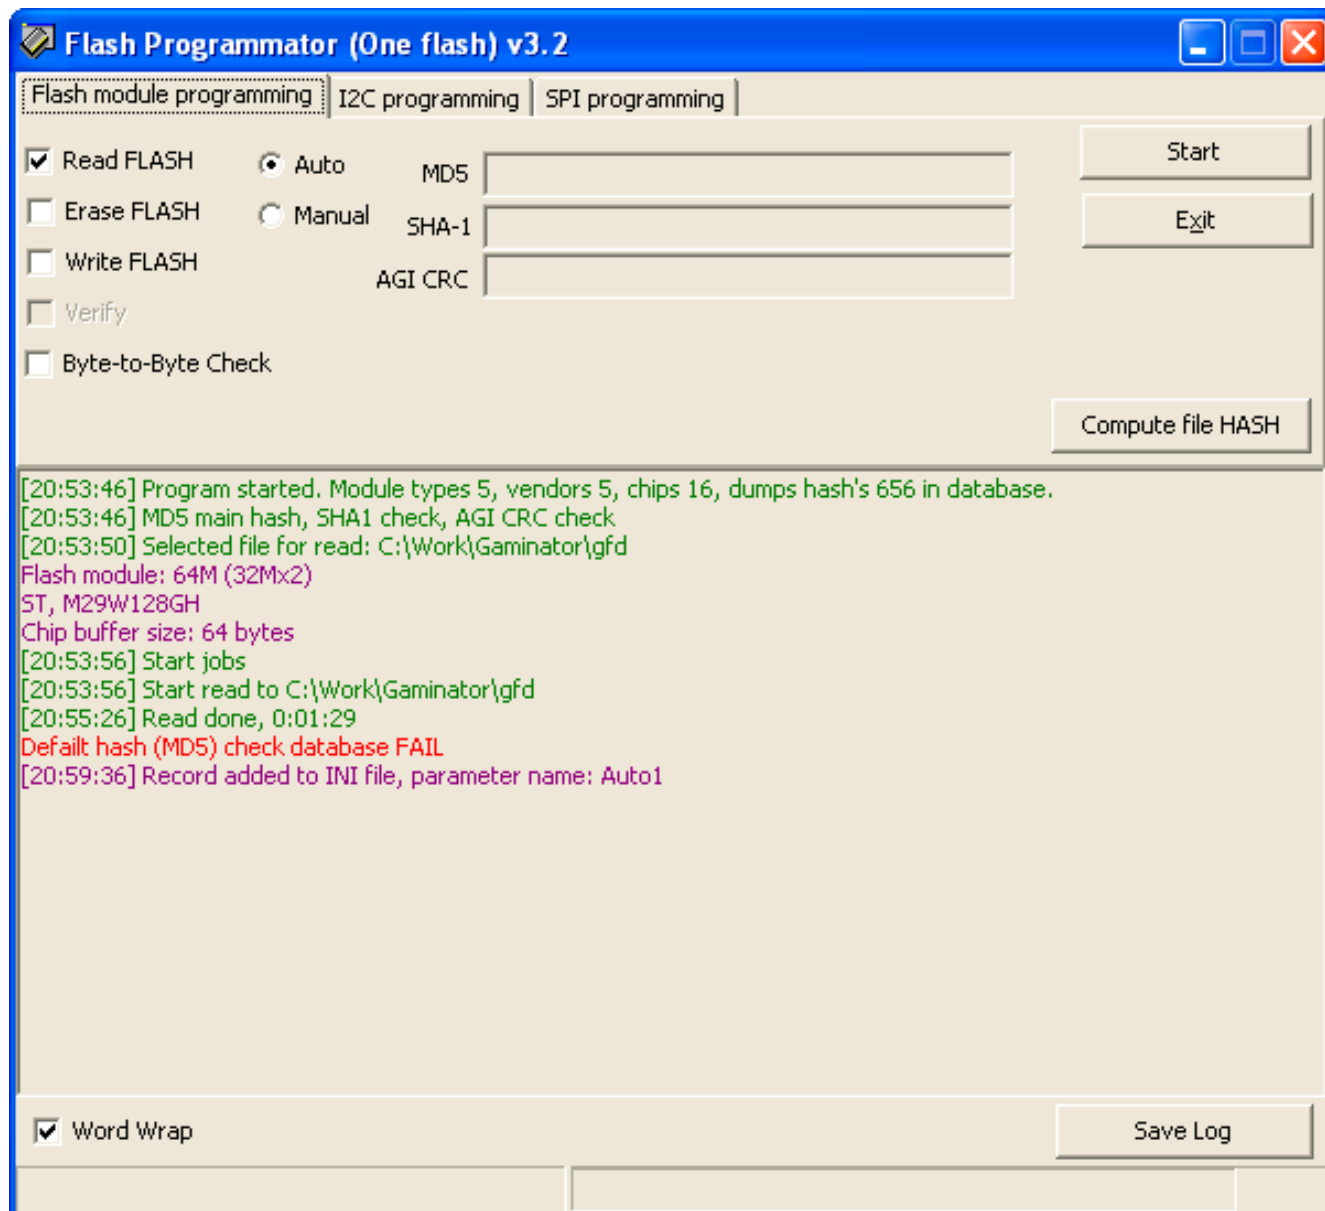 Flash Programmator (One flash) v3.2
Flash module programming I2C programming SPI programming
Read FLASH Auto MD5 Start
Erase FLASH Manual SHA-1 Exit
Write FLASH AGI CRC
Verify
Byte-to-Byte Check
Compute file HASH
[20:53:46] Program started. Module types 5, vendors 5, chips 16, dumps hash's 656 in database.
[20:53:46] MD5 main hash, SHA1 check, AGI CRC check
[20:53:50] Selected file for read: C:\Work\Gaminator\gfd
Flash module: 64M (32Mx2)
ST, M29W128GH
Chip buffer size: 64 bytes
[20:53:56] Start jobs
[20:53:56] Start read to C:\Work\Gaminator\gfd
[20:55:26] Read done, 0:01:29
Defailt hash (MD5) check database FAIL
[20:59:36] Record added to INI file, parameter name: Auto1
Word Wrap Save Log